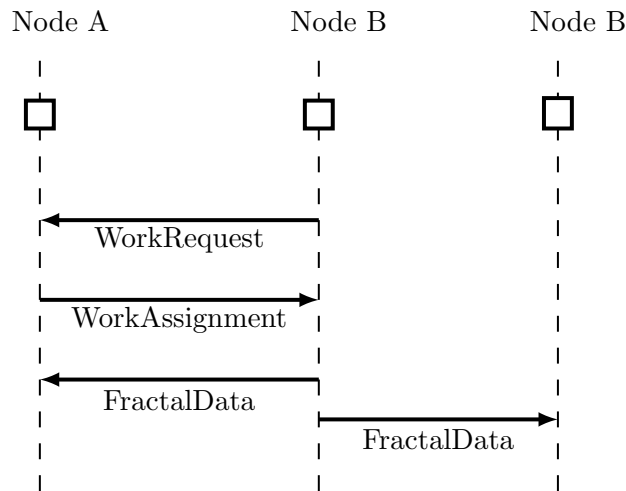 Node A Node B Node B
WorkRequest
WorkAssignment
FractalData
FractalData